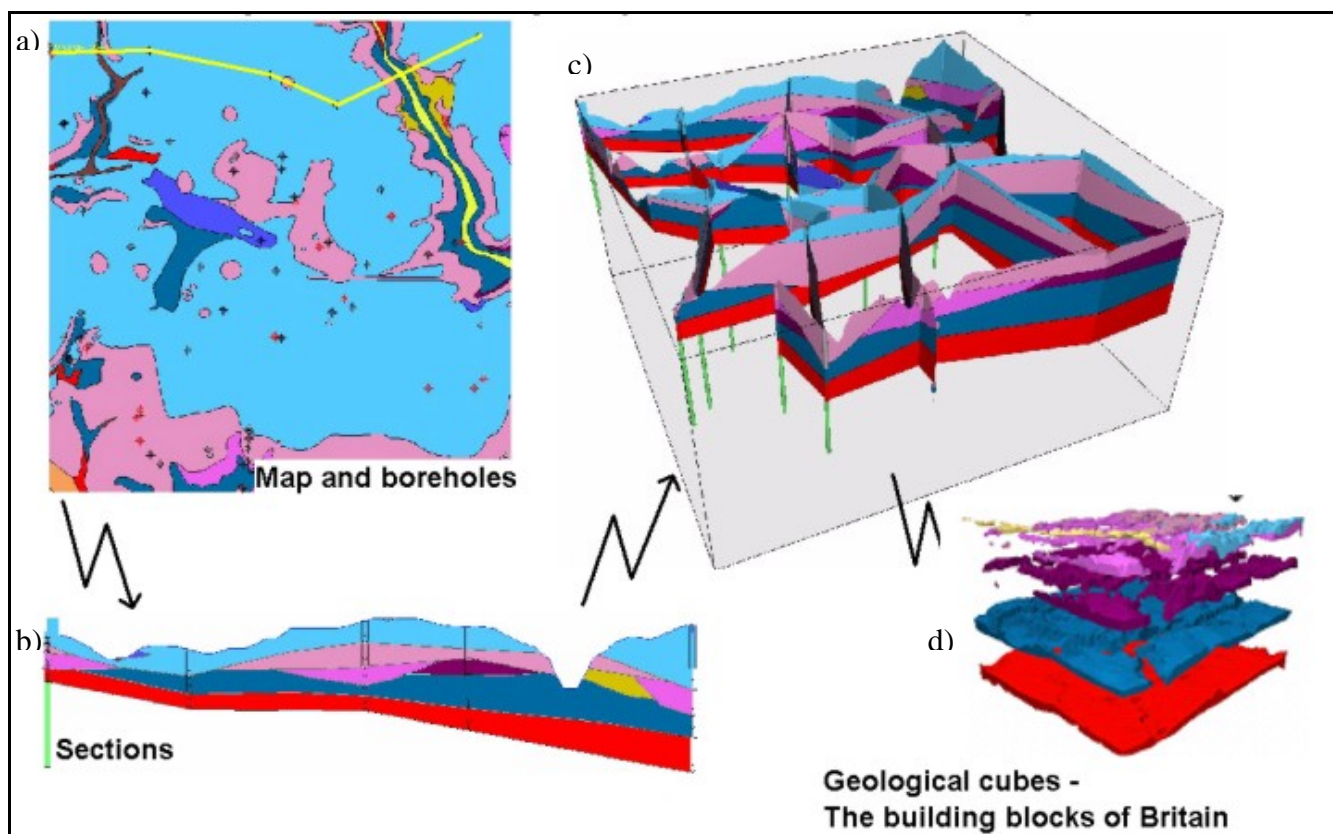 a)
c)
Map and boreholes
b)
d)
Sections
Geological cubes -
The building blocks of Britain